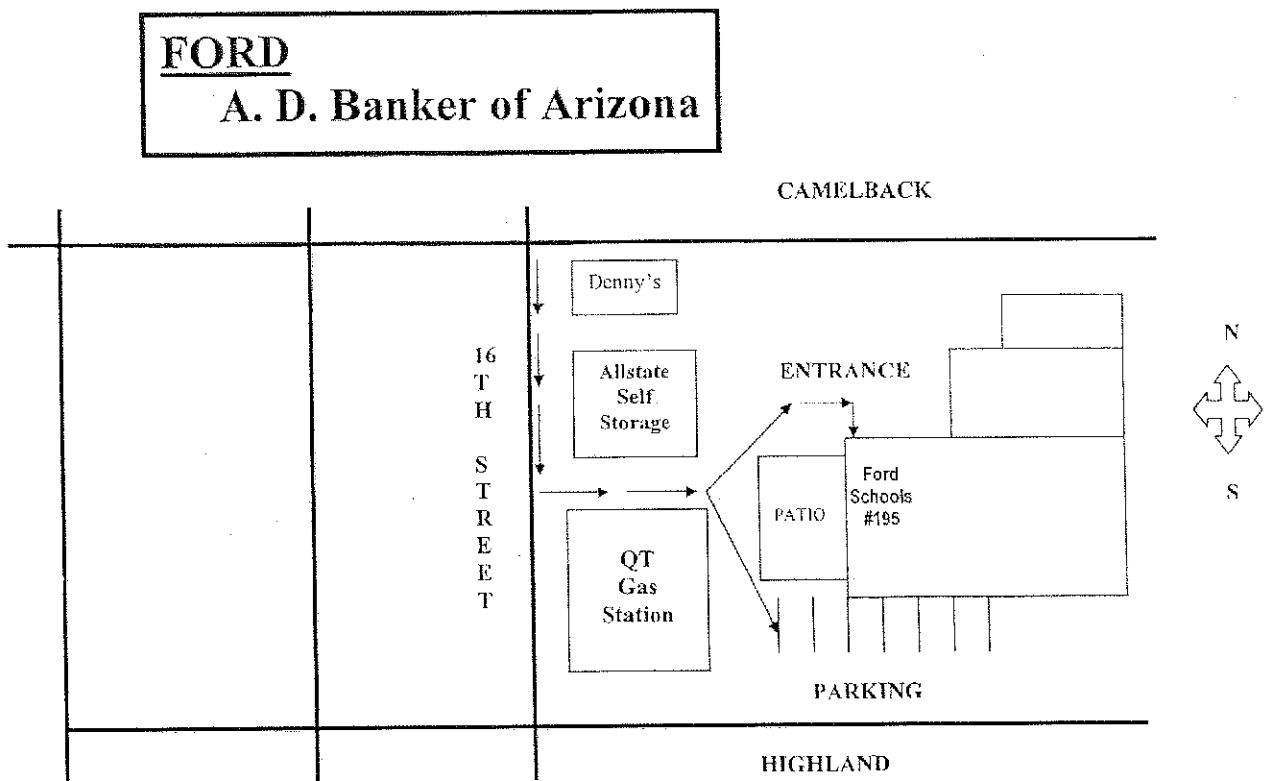 FORD
A. D. Banker of Arizona
CAMELBACK
Denny's
16
T
H
S
T
R
E
E
T
Allstate
Self
Storage
ENTRANCE
N
S
Ford
Schools
#195
PATIO
QT
Gas
Station
PARKING
HIGHLAND